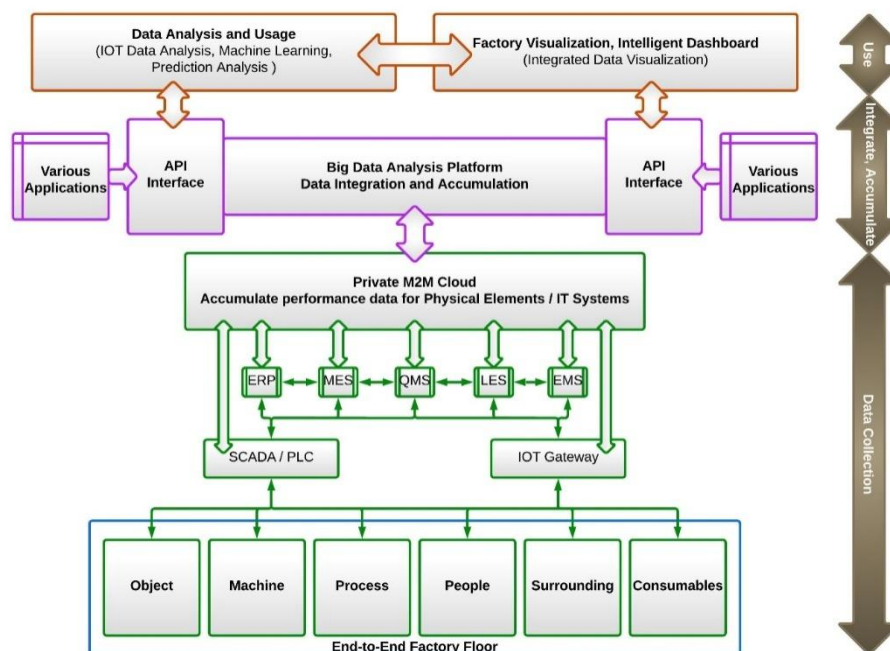 Data Analysis and Usage
(IOT Data Analysis, Machine Learning,
Prediction Analysis )
Factory Visualization, Intelligent Dashboard
(Integrated Data Visualization)
Use
Various
Applications
API
Interface
Big Data Analysis Platform
Data Integration and Accumulation
API
Interface
Various
Applications
Integrate, Accumulate
Private M2M Cloud
Accumulate performance data for Physical Elements / IT Systems
ERP
MES
QMS
LES
EMS
SCADA / PLC
IOT Gateway
Data Collection
Object
Machine
Process
People
Surrounding
Consumables
End-to-End Factory Floor